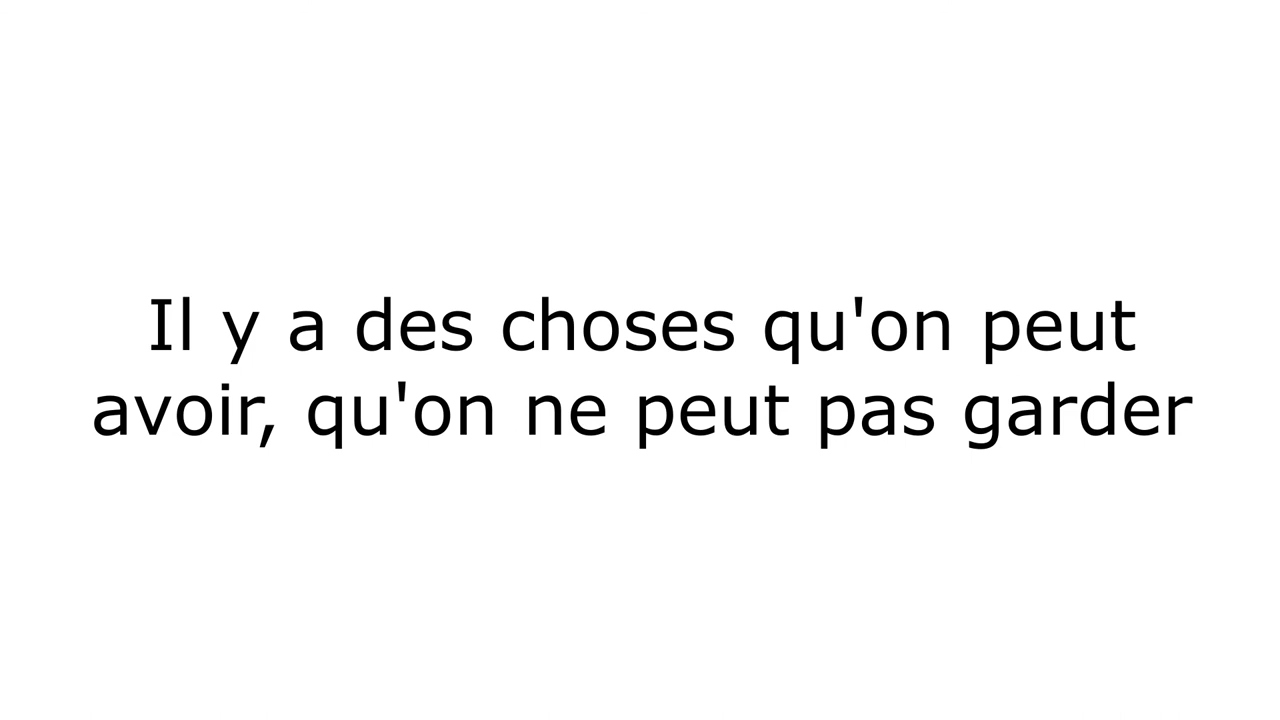 Il y a des choses qu'on peut
avoir, qu'on ne peut pas garder